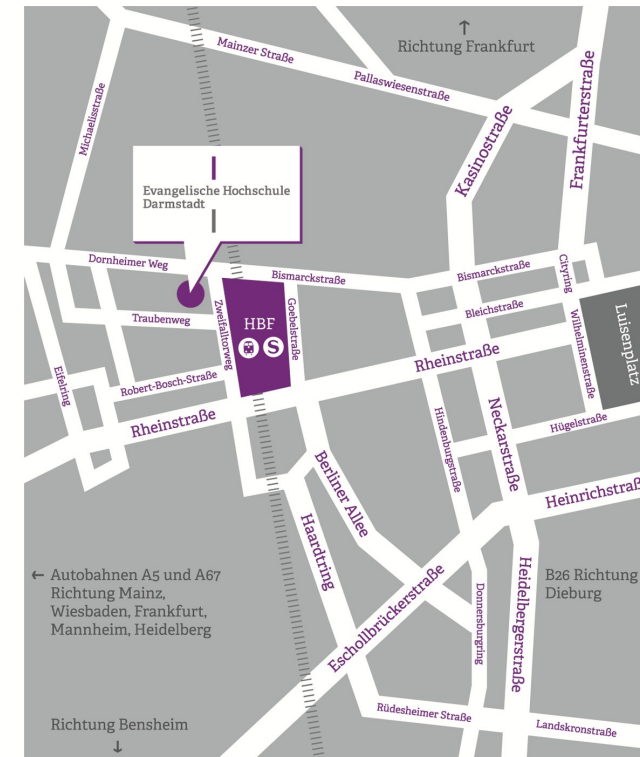 ↑
Richtung Frankfurt
Mainzer Straße
Pallaswiesenstraße
Michaelisstraße
Kasinostraße
Frankfurterstraße
Evangelische Hochschule
Darmstadt
Dornheimer Weg
Bismarckstraße
Bismarckstraße
Cityring
Traubenweg
Zweifalltorweg
HBF
S
Goebelstraße
Bleichstraße
Wilhelminenstraße
Luisenplatz
Rheinstraße
Eifelring
Robert-Bosch-Straße
Rheinstraße
Hindenburgstraße
Neckarstraße
Hügelstraße
Berliner Allee
Haardtring
Heinrichstraß
← Autobahnen A5 und A67
Richtung Mainz,
Wiesbaden, Frankfurt,
Mannheim, Heidelberg
Eschollbrückerstraße
Donnersburgring
Heidelbergerstraße
B26 Richtung
Dieburg
Rüdesheimer Straße
Landskronstraße
Richtung Bensheim
↓